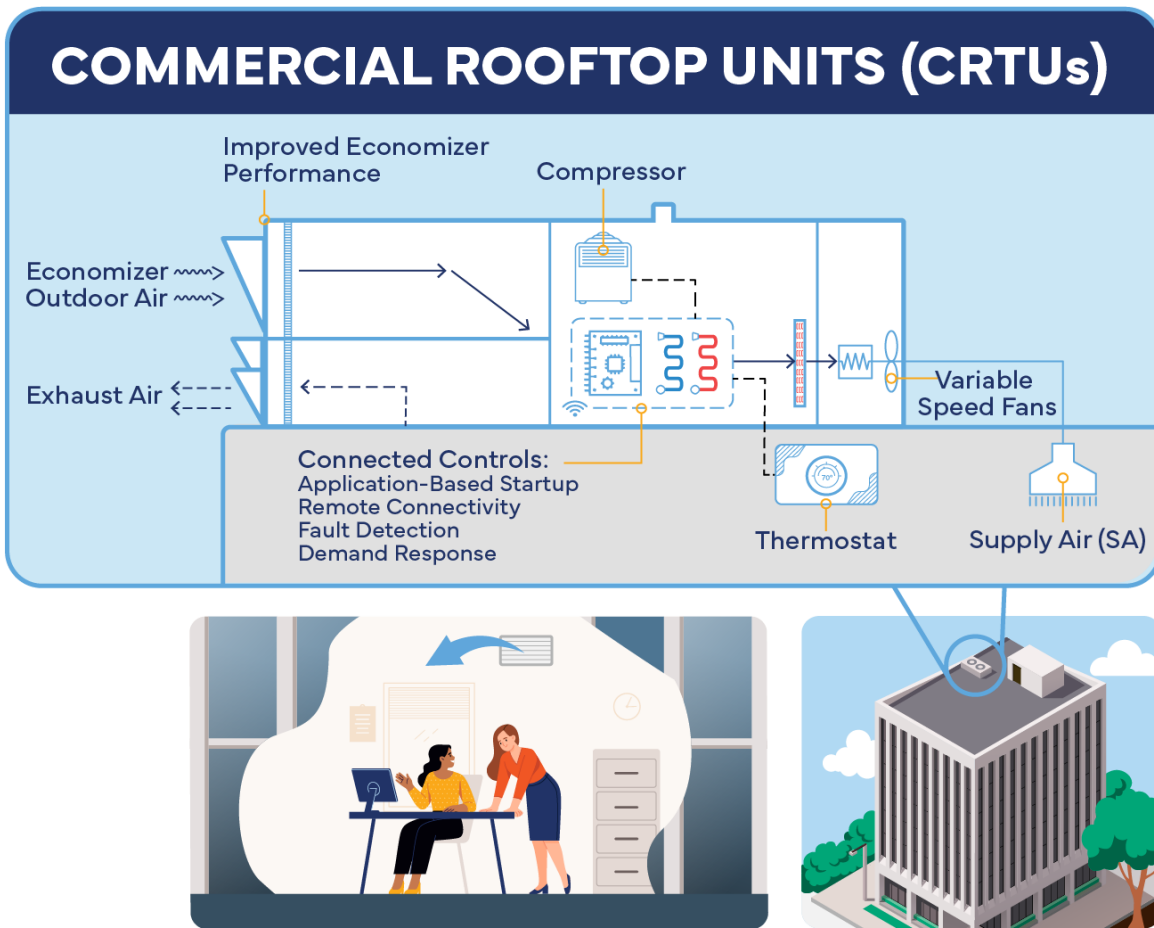 COMMERCIAL ROOFTOP UNITS (CRTUs)
Improved Economizer
Performance
Compressor
Economizer
Outdoor Air
Exhaust Air
Variable
Speed Fans
Connected Controls:
Application-Based Startup
Remote Connectivity
Fault Detection
Demand Response
70°
Thermostat
Supply Air (SA)